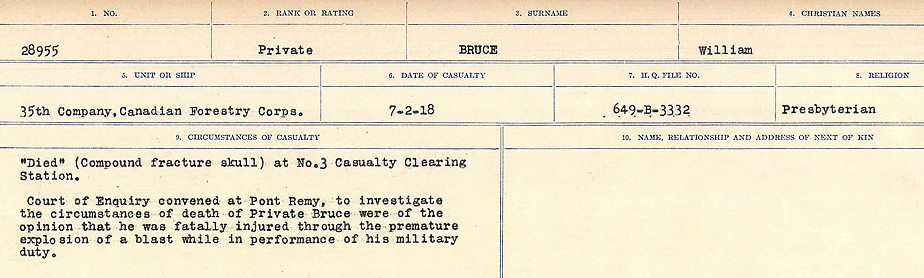 1. NO.
2. RANK OR RATING
3. SURNAME
4. CHRISTIAN NAMES
28955
Private
BRUCE
William
5. UNIT OR SHIP
6. DATE OF CASUALTY
7. H. Q. FILE NO.
8. RELIGION
35th Company,Canadian Forestry Corps.
7-2-18
649-B-3332
Presbyterian
9. CIRCUMSTANCES OF CASUALTY
10. NAME, RELATIONSHIP AND ADDRESS OF NEXT OF KIN
"Died" (Compound fracture skull) at No.3 Casualty Clearing
Station.
Court of Enquiry convened at Pont Remy, to investigate
the circumstances of death of Private Bruce were of the
opinion that he was fatally injured through the premature
explosion of a blast while in performance of his military
duty.